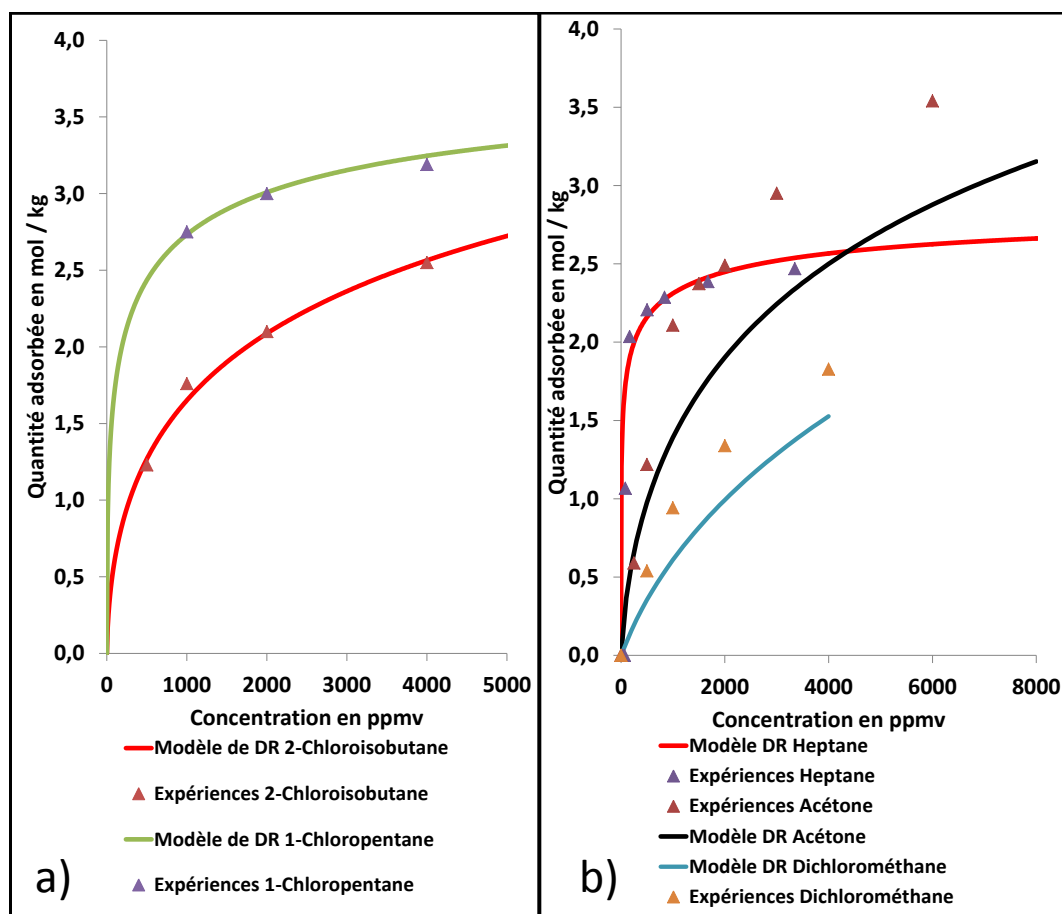 4,0
3,5
3,0
2,5
2,0
1,5
1,0
0,5
0,0
Quantité adsorbée en mol / kg
0 1000 2000 3000 4000 5000
Concentration en ppmv
Modèle de DR 2-Chloroisobutane
Expériences 2-Chloroisobutane
Modèle de DR 1-Chloropentane
Expériences 1-Chloropentane
a)
4,0
3,5
3,0
2,5
2,0
1,5
1,0
0,5
0,0
Quantité adsorbée en mol / kg
0 2000 4000 6000 8000
Concentration en ppmv
Modèle DR Heptane
Expériences Heptane
Expériences Acétone
Modèle DR Acétone
Modèle DR Dichlorométhane
Expériences Dichlorométhane
b)